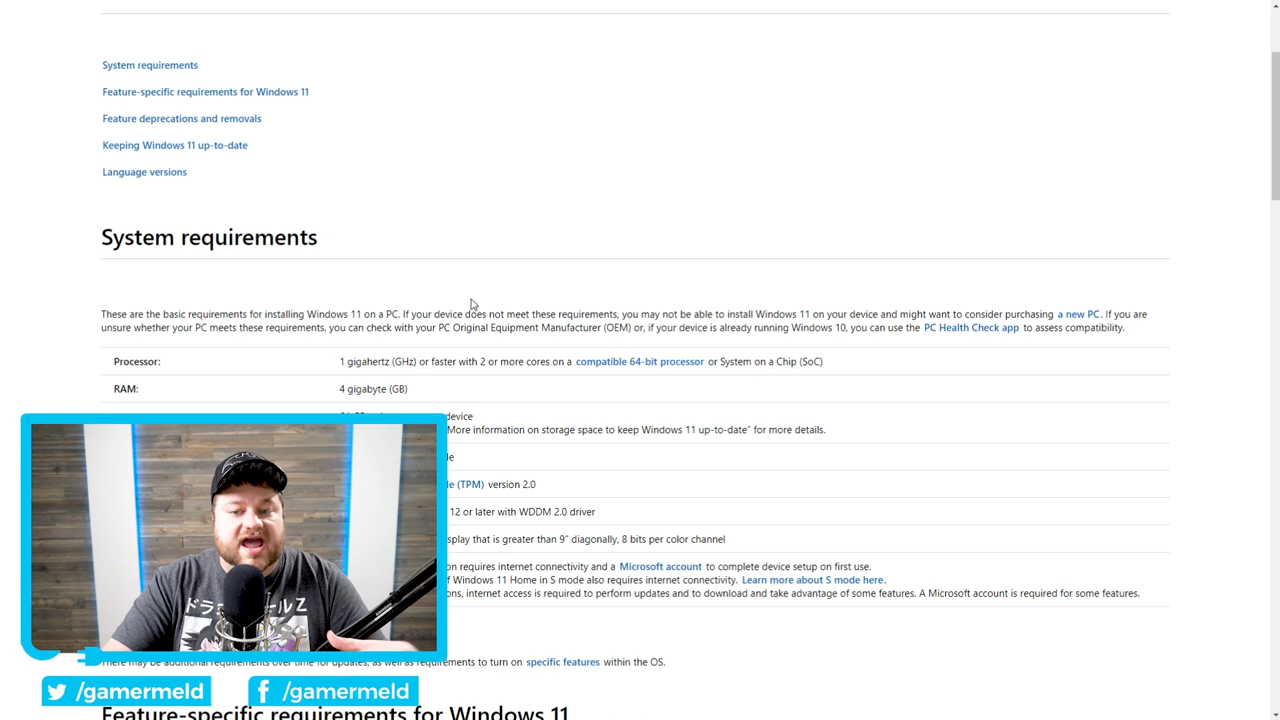 System requirements
Feature-specific requirements for Windows 11
Feature deprecations and removals
Keeping Windows 11 up-to-date
Language versions
System requirements
These are the basic requirements for installing Windows 11 on a PC. If your device does not meet these requirements, you may not be able to install Windows 11 on your device and might want to consider purchasing a new PC. If you are
unsure whether your PC meets these requirements, you can check with your PC Original Equipment Manufacturer (OEM) or, if your device is already running Windows 10, you can use the PC Health Check app to assess compatibility.
Processor: 1 gigahertz (GHz) or faster with 2 or more cores on a compatible 64-bit processor or System on a Chip (SoC)
RAM: 4 gigabyte (GB)
device
More information on storage space to keep Windows 11 up-to-date" for more details.
le
le (TPM) version 2.0
12 or later with WDDM 2.0 driver
splay that is greater than 9" diagonally, 8 bits per color channel
on requires internet connectivity and a Microsoft account to complete device setup on first use.
f Windows 11 Home in S mode also requires internet connectivity. Learn more about S mode here.
ons, internet access is required to perform updates and to download and take advantage of some features. A Microsoft account is required for some features.
BATMAN
ドラゴンボールZ
There may be additional requirements over time for updates, as well as requirements to turn on specific features within the OS.
/gamermeld
/gamermeld
Feature-specific requirements for Windows 11